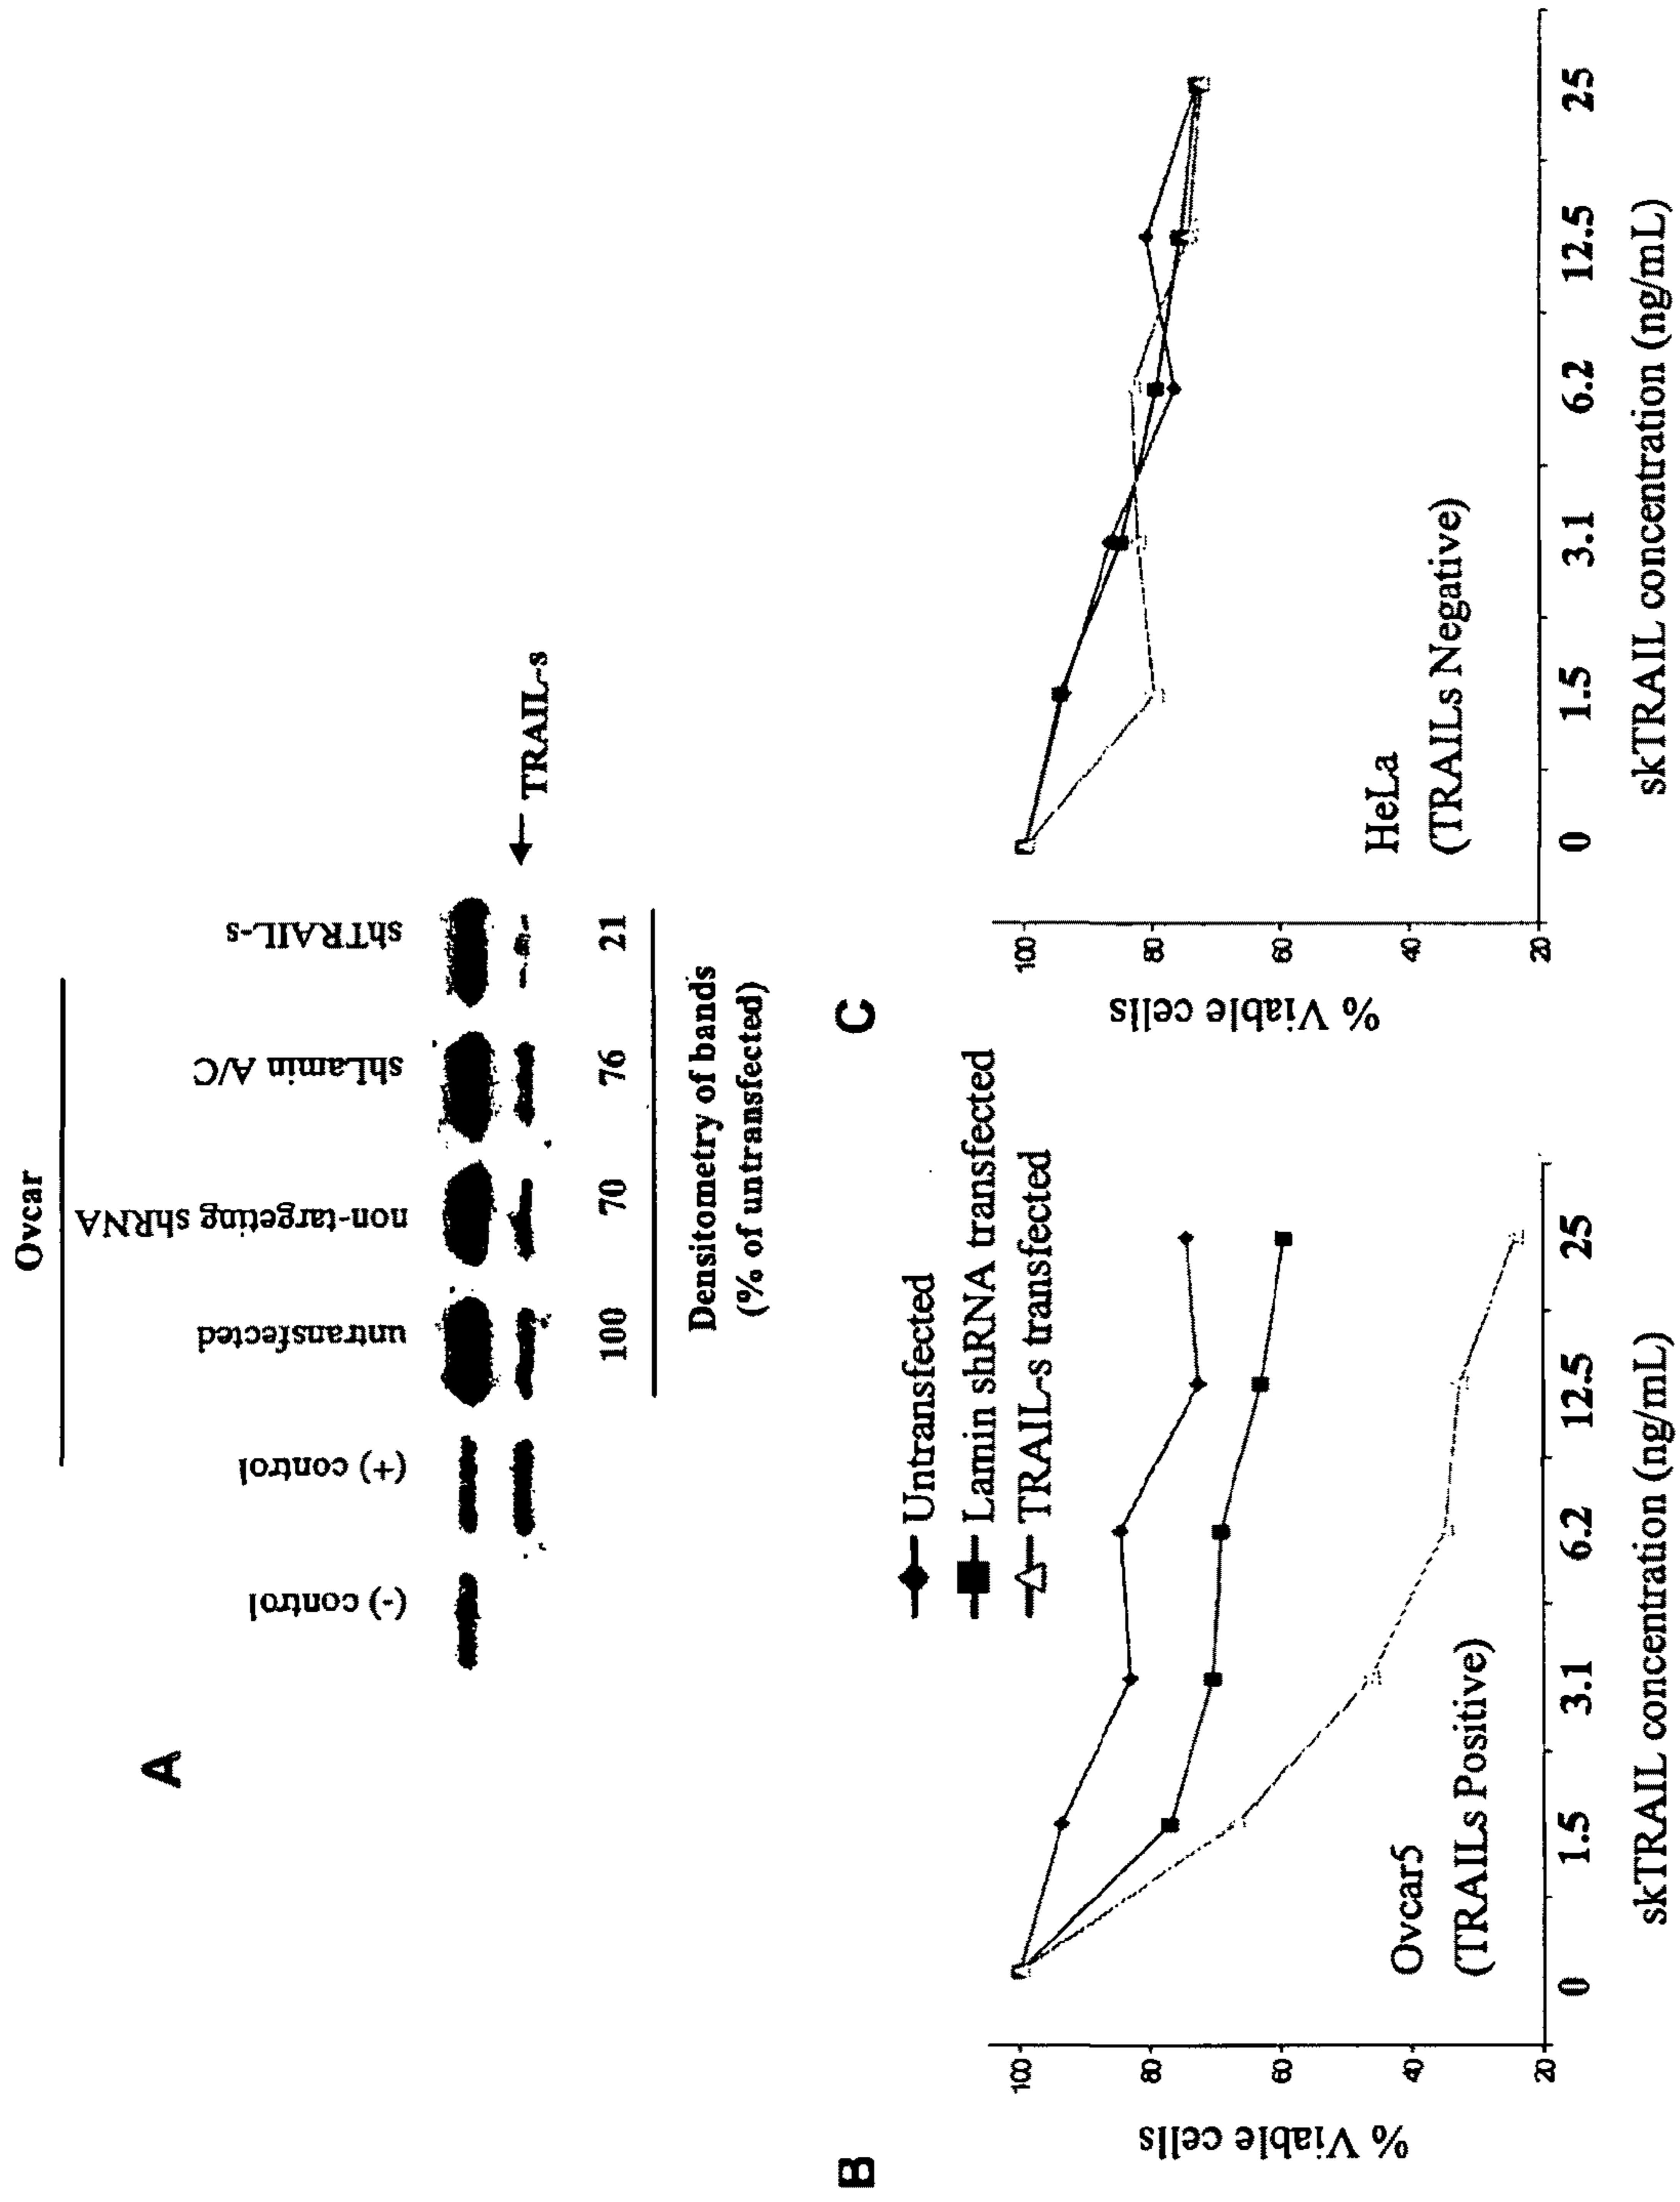 A
Ovcar
(-) control
(+) control
untransfected
non-targeting shRNA
shLamin A/C
shTRAIL-s
TRAIL-s
100 70 76 21
Densitometry of bands
(% of untransfected)
B
% Viable cells
100
80
60
40
20
Untransfected
Lamin shRNA transfected
TRAIL-s transfected
Ovcar5
(TRAILs Positive)
0 1.5 3.1 6.2 12.5 25
skTRAIL concentration (ng/mL)
C
% Viable cells
100
80
60
40
20
HeLa
(TRAILs Negative)
0 1.5 3.1 6.2 12.5 25
skTRAIL concentration (ng/mL)